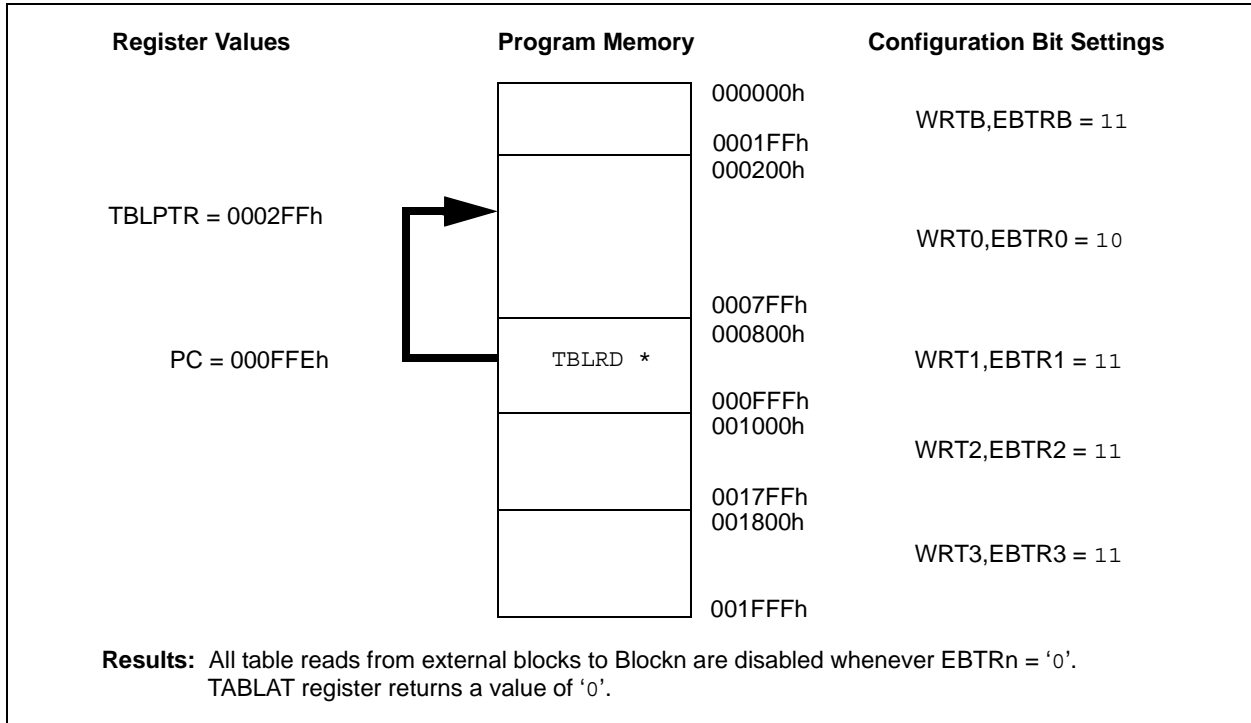 Register Values Program Memory Configuration Bit Settings
000000h
WRTB,EBTRB = 11
0001FFh
000200h
TBLPTR = 0002FFh
WRT0,EBTR0 = 10
0007FFh
000800h
PC = 000FFEh TBLRD * WRT1,EBTR1 = 11
000FFFh
001000h
WRT2,EBTR2 = 11
0017FFh
001800h
WRT3,EBTR3 = 11
001FFFh
Results: All table reads from external blocks to Blockn are disabled whenever EBTRn = ‘0’.
TABLAT register returns a value of ‘0’.